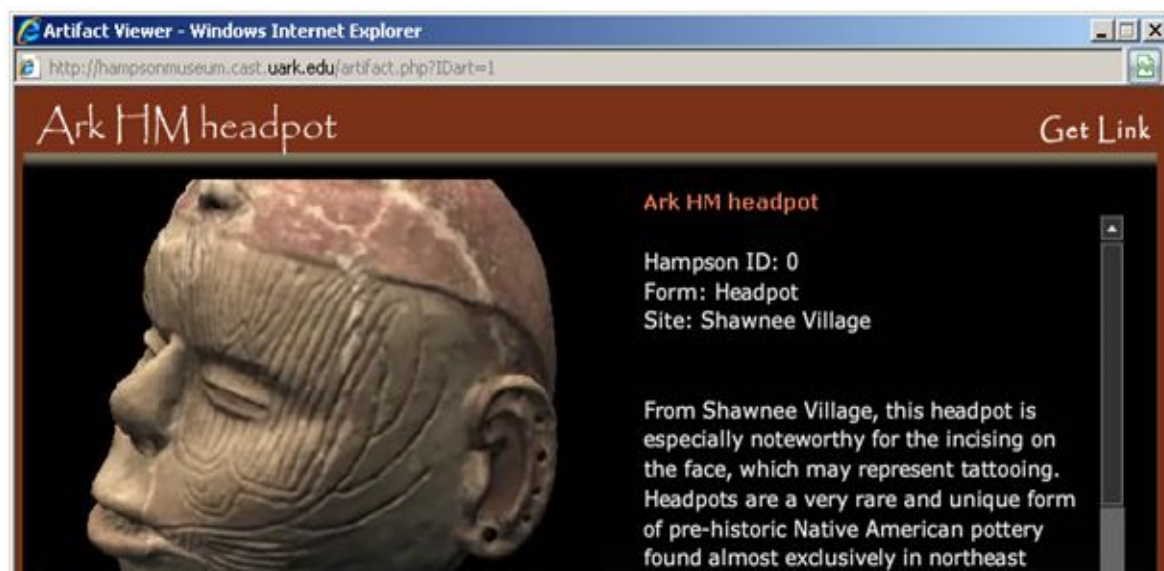 Artifact Viewer - Windows Internet Explorer
http://hampsonmuseum.cast.uark.edu/artifact.php?IDart=1
Ark HM headpot
Get Link
Ark HM headpot
Hampson ID: 0
Form: Headpot
Site: Shawnee Village
From Shawnee Village, this headpot is
especially noteworthy for the incising on
the face, which may represent tattooing.
Headpots are a very rare and unique form
of pre-historic Native American pottery
found almost exclusively in northeast